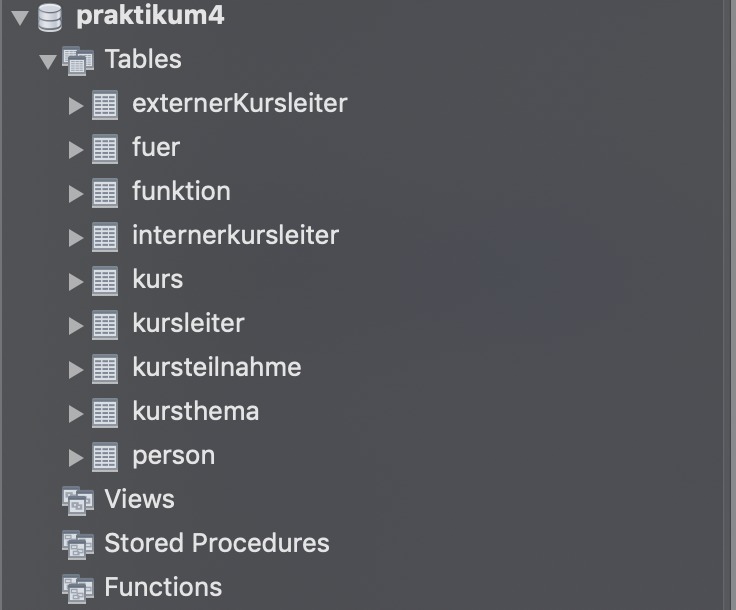 praktikum4
Tables
externerKursleiter
fuer
funktion
internerkursleiter
kurs
kursleiter
kursteilnahme
kursthema
person
Views
Stored Procedures
Functions